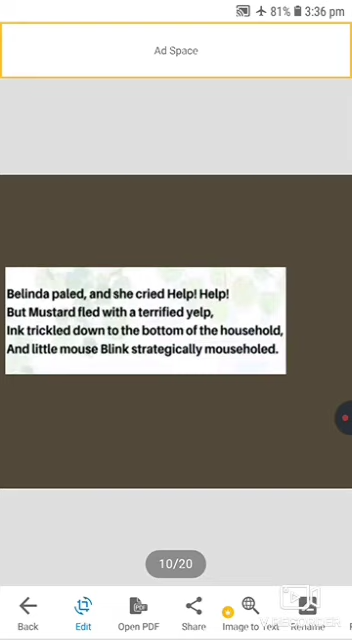 81% 3:36 pm
Ad Space
Belinda paled, and she cried Help! Help!
But Mustard fled with a terrified yelp,
Ink trickled down to the bottom of the household,
And little mouse Blink strategically mouseholed.
10/20
Back Edit Open PDF Share Image to Text Rename